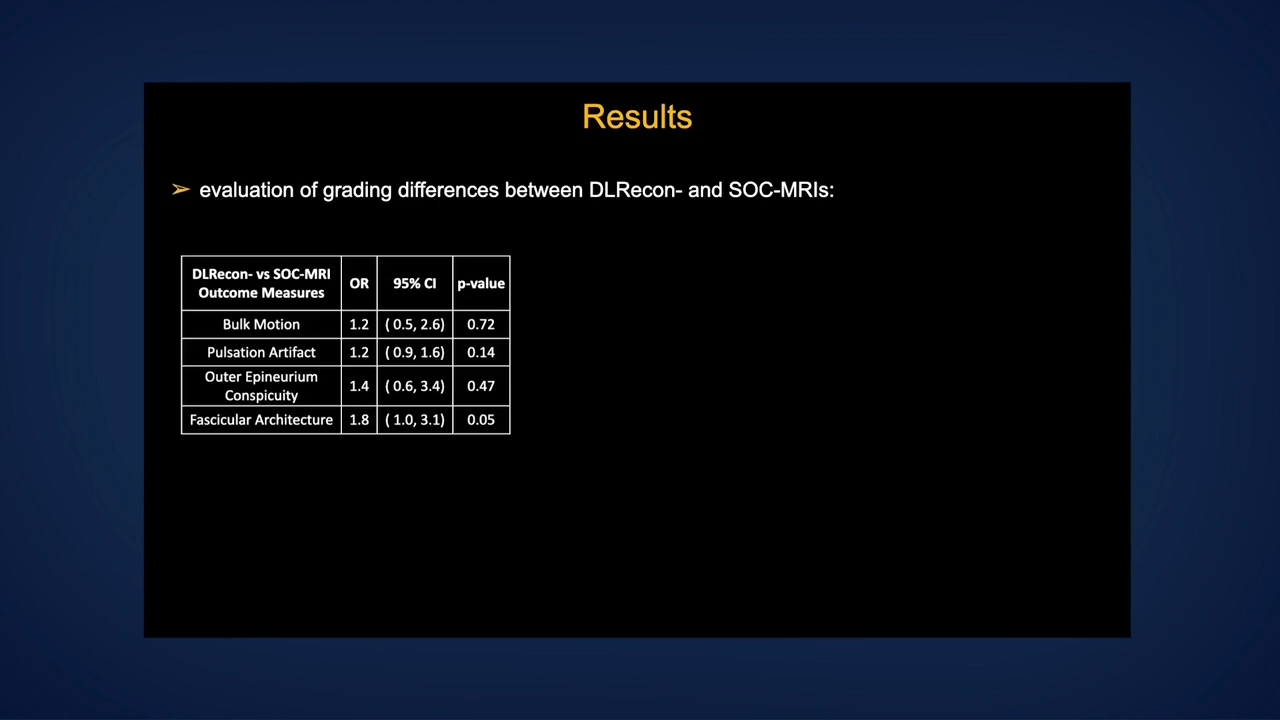 Results
➢ evaluation of grading differences between DLRecon- and SOC-MRIs:
DLRecon- vs SOC-MRI
Outcome Measures
OR
95% CI
p-value
Bulk Motion 1.2 ( 0.5, 2.6) 0.72
Pulsation Artifact 1.2 ( 0.9, 1.6) 0.14
Outer Epineurium
Conspicuity
1.4 ( 0.6, 3.4) 0.47
Fascicular Architecture 1.8 ( 1.0, 3.1) 0.05